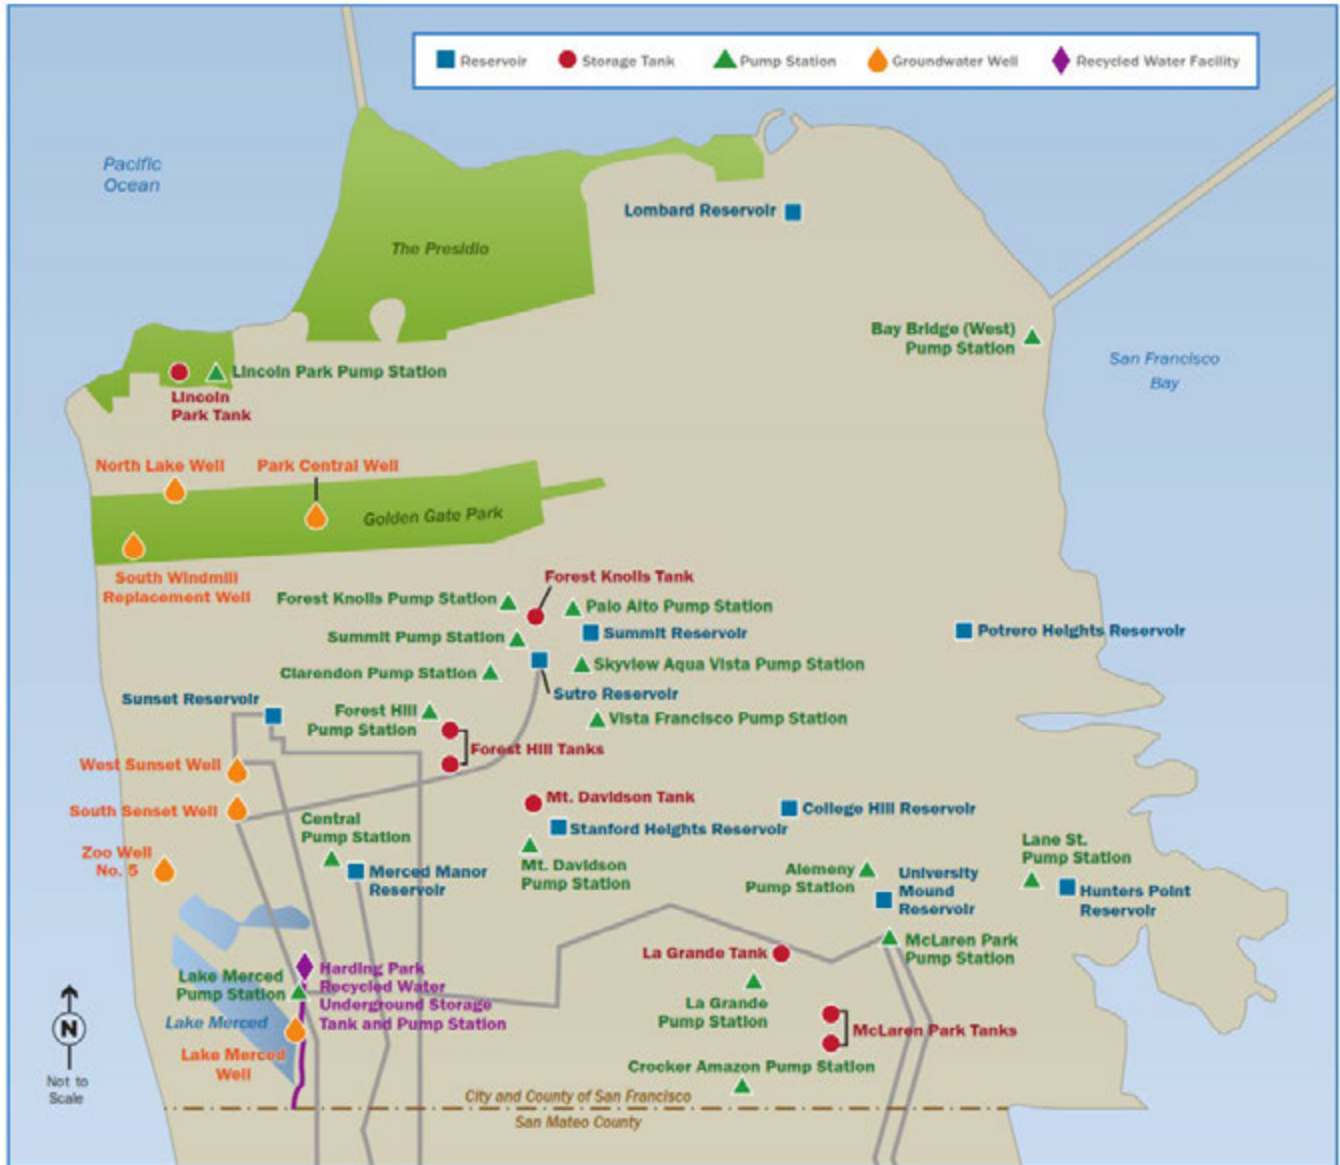 Reservoir
Storage Tank
Pump Station
Groundwater Well
Recycled Water Facility
Pacific
Ocean
Lombard Reservoir
The Presidio
Bay Bridge (West)
Pump Station
San Francisco
Bay
Lincoln Park Pump Station
Lincoln
Park Tank
North Lake Well
Park Central Well
Golden Gate Park
South Windmill
Replacement Well
Forest Knolls Tank
Forest Knolls Pump Station
Palo Alto Pump Station
Summit Pump Station
Summit Reservoir
Potrero Heights Reservoir
Clarendon Pump Station
Skyview Aqua Vista Pump Station
Sutro Reservoir
Sunset Reservoir
Forest Hill
Pump Station
Vista Francisco Pump Station
Forest Hill Tanks
West Sunset Well
South Senset Well
Mt. Davidson Tank
College Hill Reservoir
Central
Pump Station
Stanford Heights Reservoir
Zoo Well
No. 5
Merced Manor
Reservoir
Mt. Davidson
Pump Station
Alemeny
Pump Station
University
Mound
Reservoir
Lane St.
Pump Station
Hunters Point
Reservoir
La Grande Tank
McLaren Park
Pump Station
Lake Merced
Pump Station
Harding Park
Recycled Water
Underground Storage
Tank and Pump Station
La Grande
Pump Station
Lake Merced
Lake Merced
Well
McLaren Park Tanks
Crocker Amazon Pump Station
N
Not to
Scale
City and County of San Francisco
San Mateo County